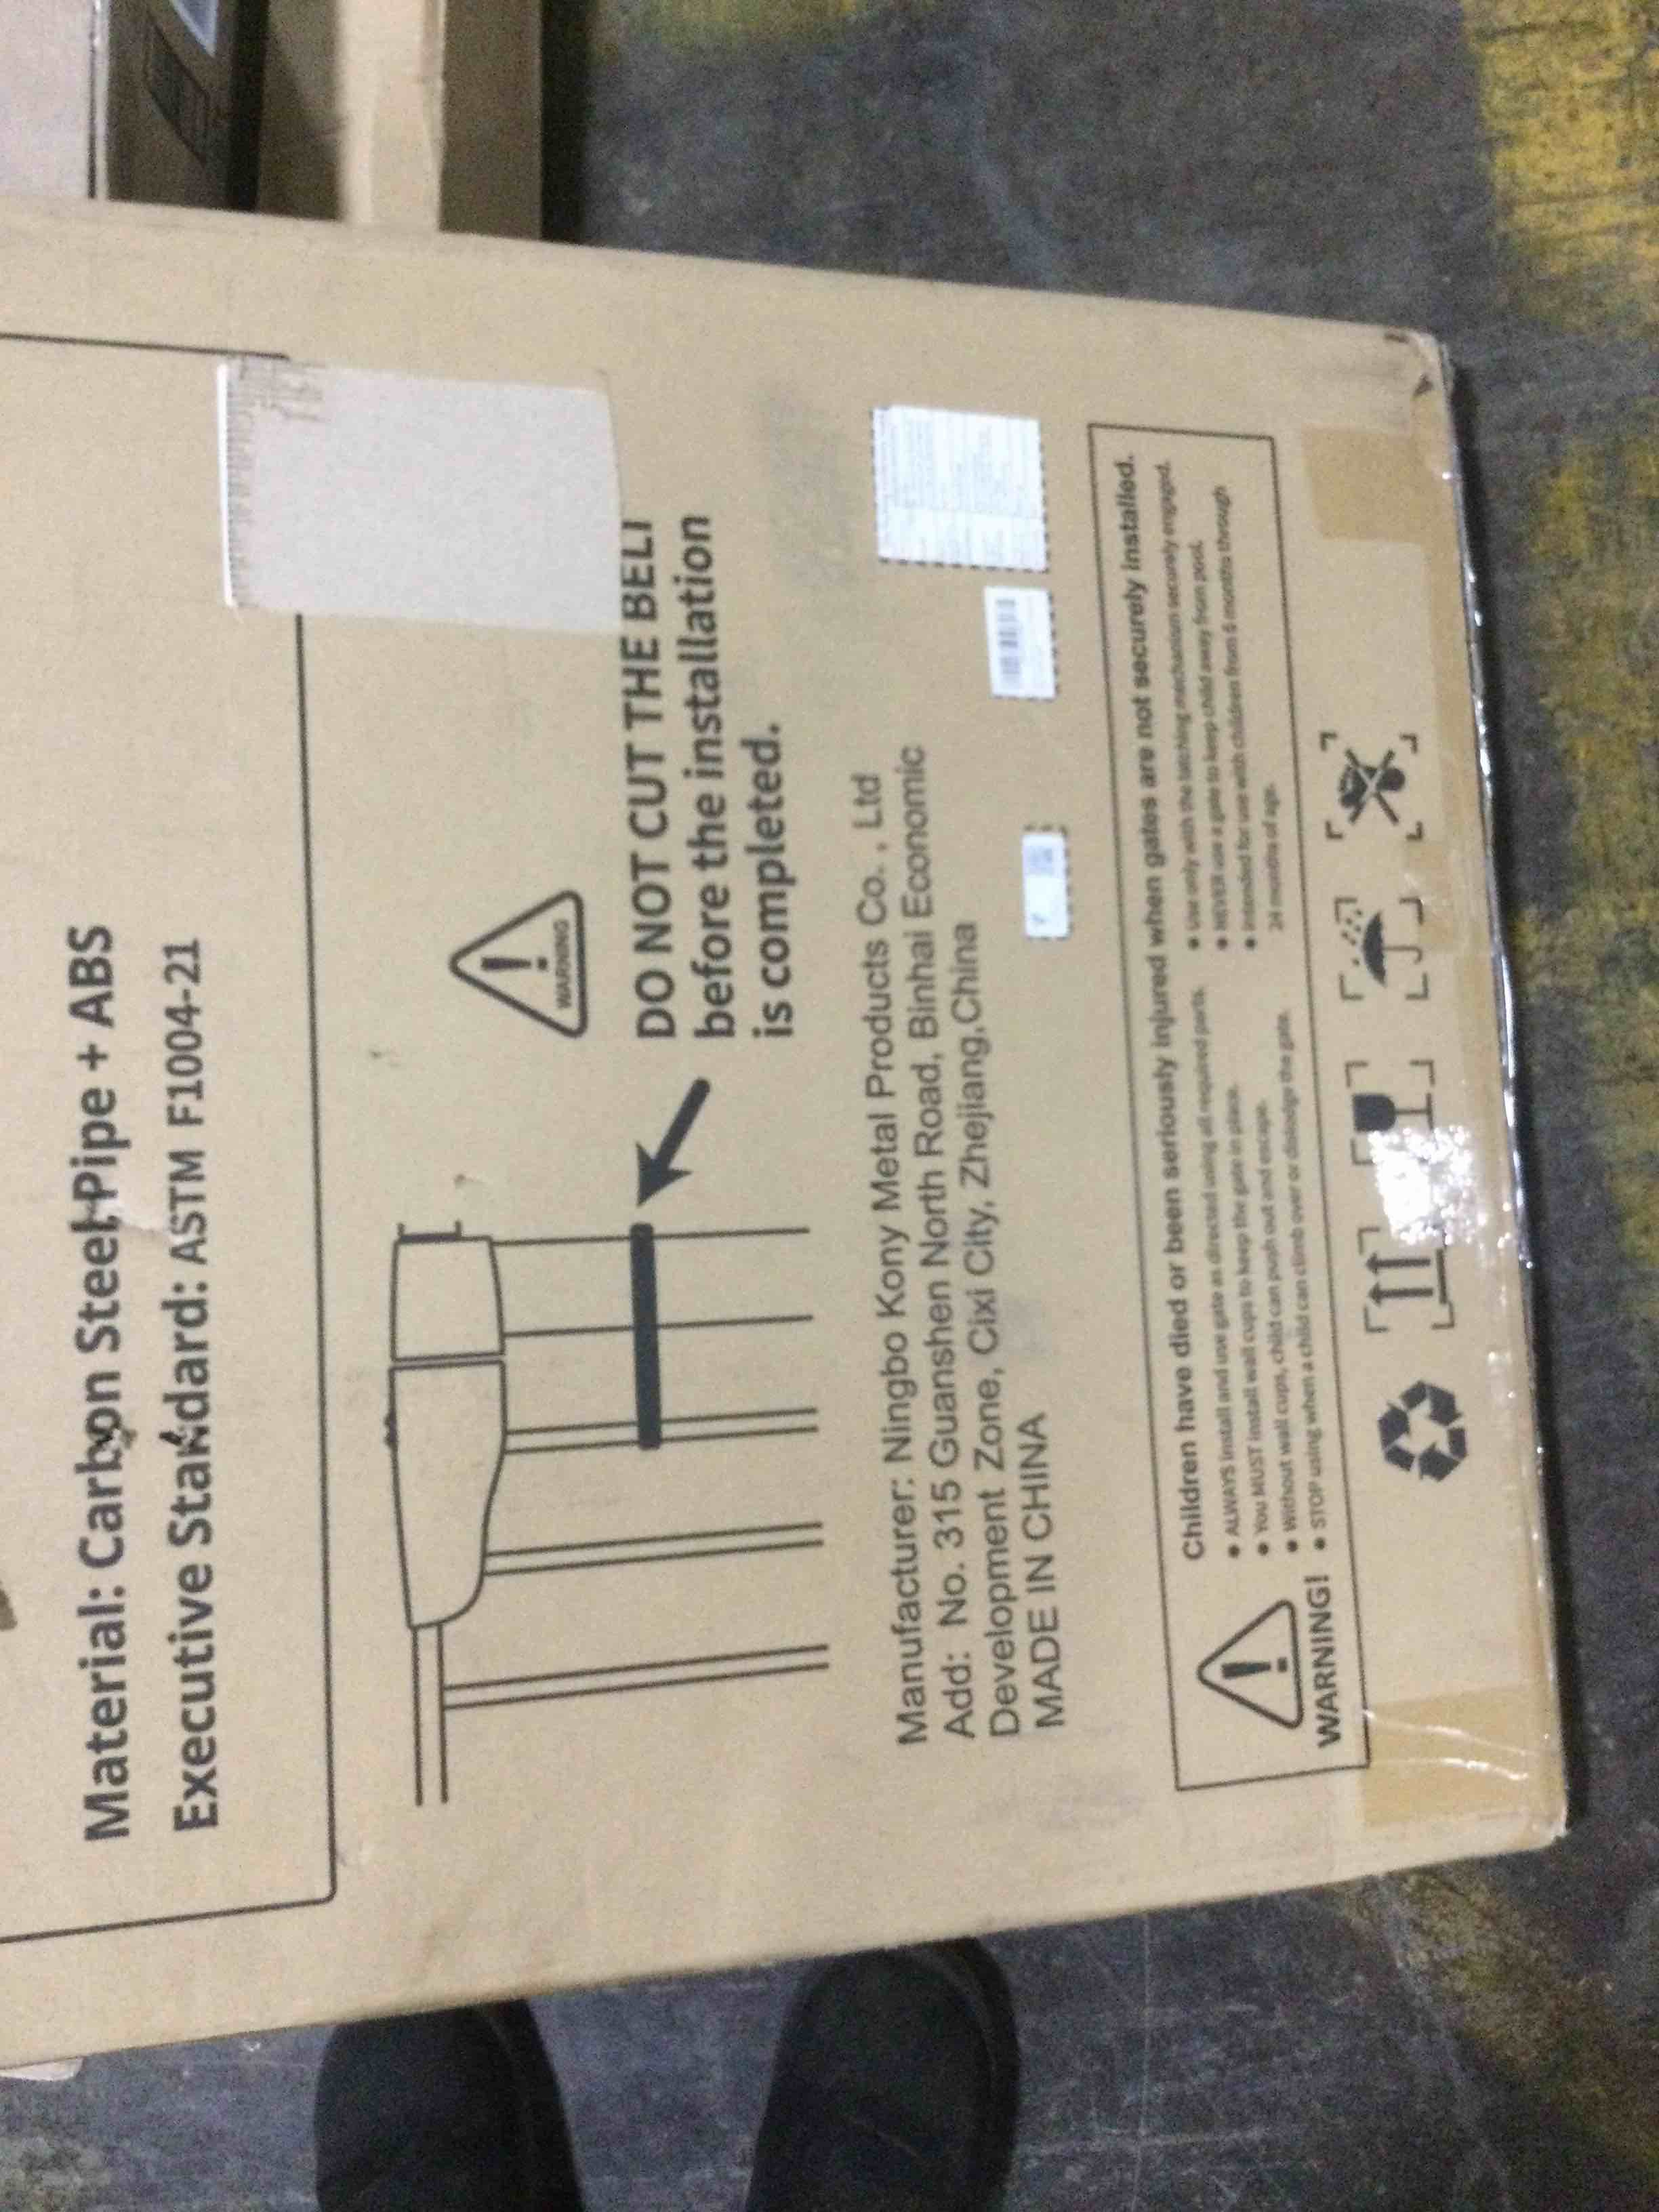 Material: Carbon Steel Pipe + ABS
Executive Standard: ASTM F1004-21
WARNING
DO NOT CUT THE BELT
before the installation
is completed.
Manufacturer: Ningbo Kony Metal Products Co. , Ltd
Add: No. 315 Guanshen North Road, Binhai Economic
Development Zone, Cixi City, Zhejiang,China
MADE IN CHINA
WARNING!
Children have died or been seriously injured when gates are not securely installed.
• ALWAYS install and use gate as directed using all required parts.
• You MUST install wall cups to keep the gate in place.
• Without wall cups, child can push out and escape.
• STOP using when a child can climb over or dislodge the gate.
• Use only with the latching mechanism securely engaged.
• NEVER use a gate to keep child away from pool.
• Intended for use with children from 6 months through
24 months of age.